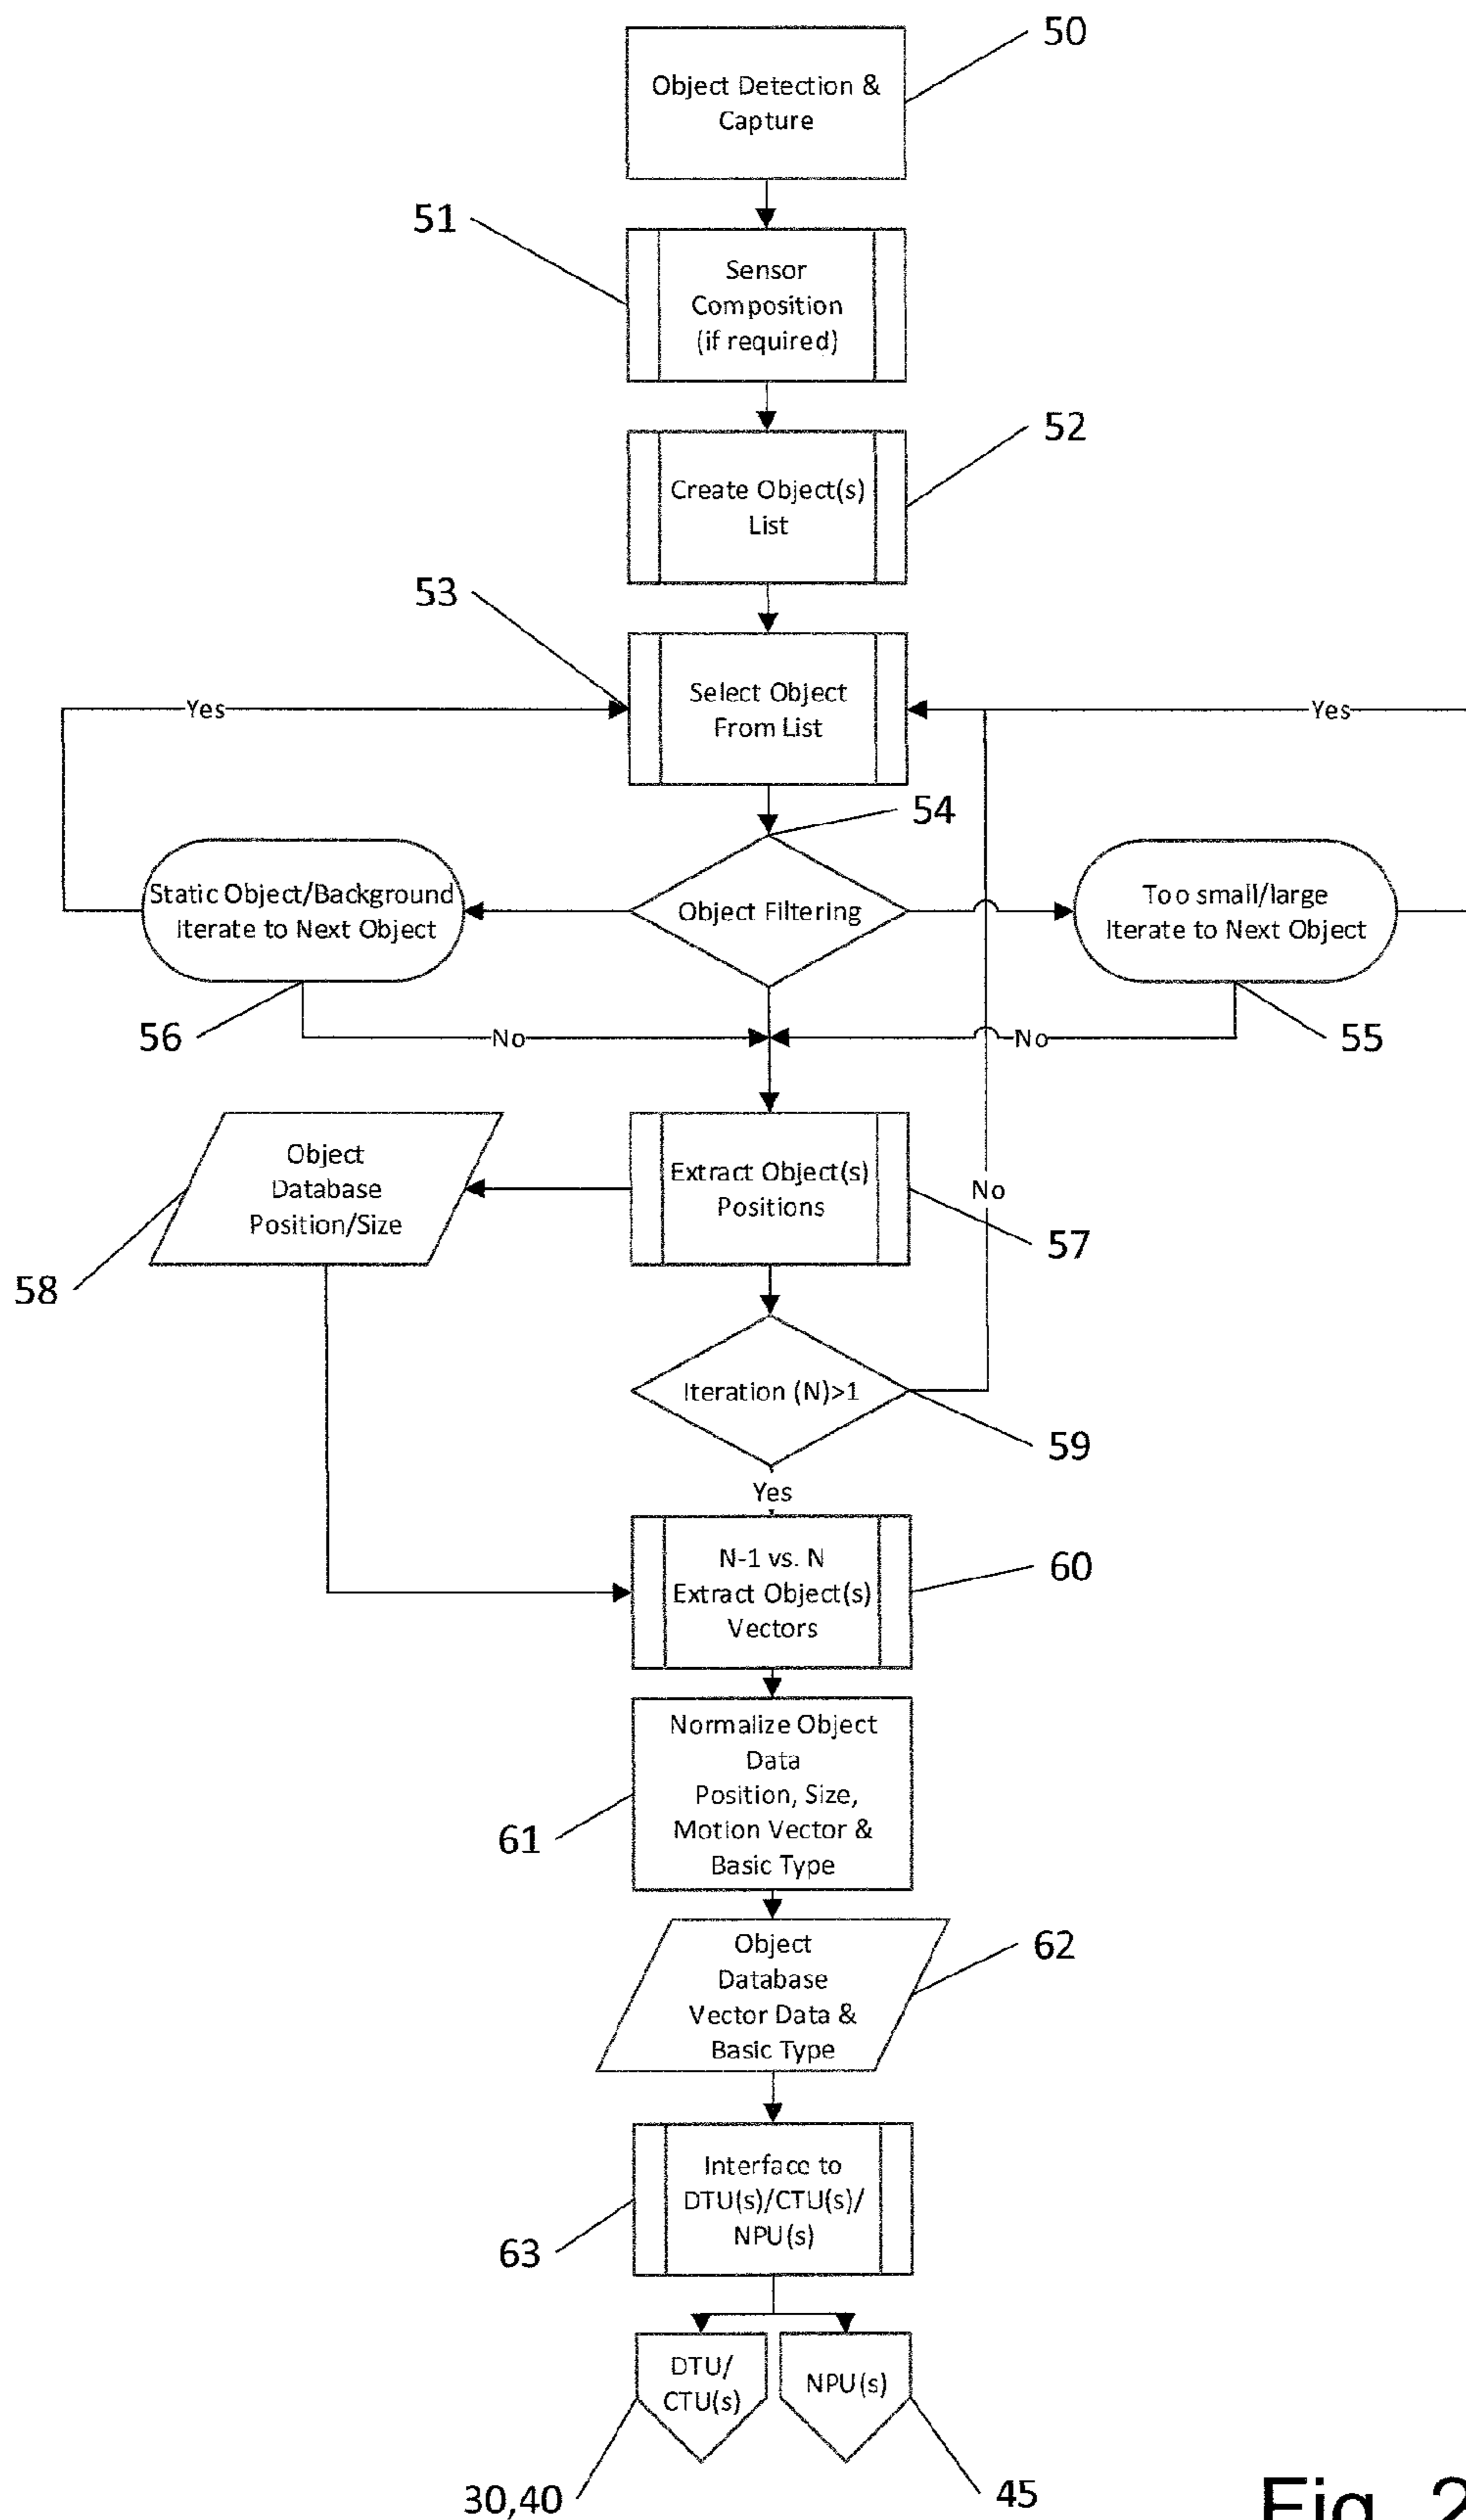 50
Object Detection &
Capture
51
Sensor
Composition
(if required)
52
Create Object(s)
List
53
Select Object
From List
Yes
Yes
54
Static Object/Background
Iterate to Next Object
Object Filtering
Too small/large
Iterate to Next Object
56
No
No
55
Object
Database
Position/Size
Extract Object(s)
Positions
No
57
58
Iteration (N)>1
59
Yes
N-1 vs. N
Extract Object(s)
Vectors
60
Normalize Object
Data
Position, Size,
Motion Vector &
Basic Type
61
Object
Database
Vector Data &
Basic Type
62
Interface to
DTU(s)/CTU(s)/
NPU(s)
63
DTU/
CTU(s)
NPU(s)
30,40
45
Fig. 2